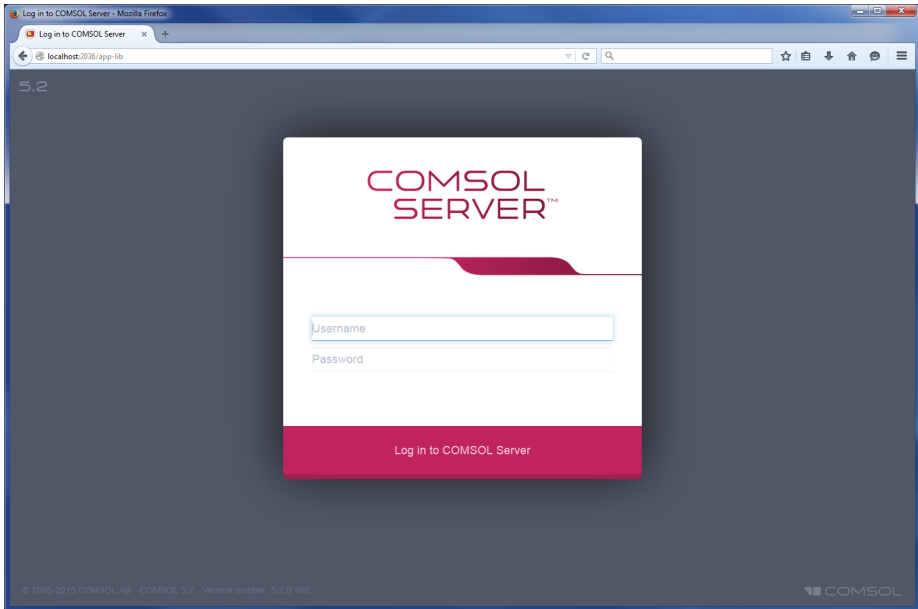 Log in to COMSOL Server - Mozilla Firefox
Log in to COMSOL Server
localhost:2036/app-lib
5.2
COMSOL
SERVER™
Username
Password
Log in to COMSOL Server
© 1998-2015 COMSOL AB COMSOL 5.2 Version number: 5.2.0.160
COMSOL